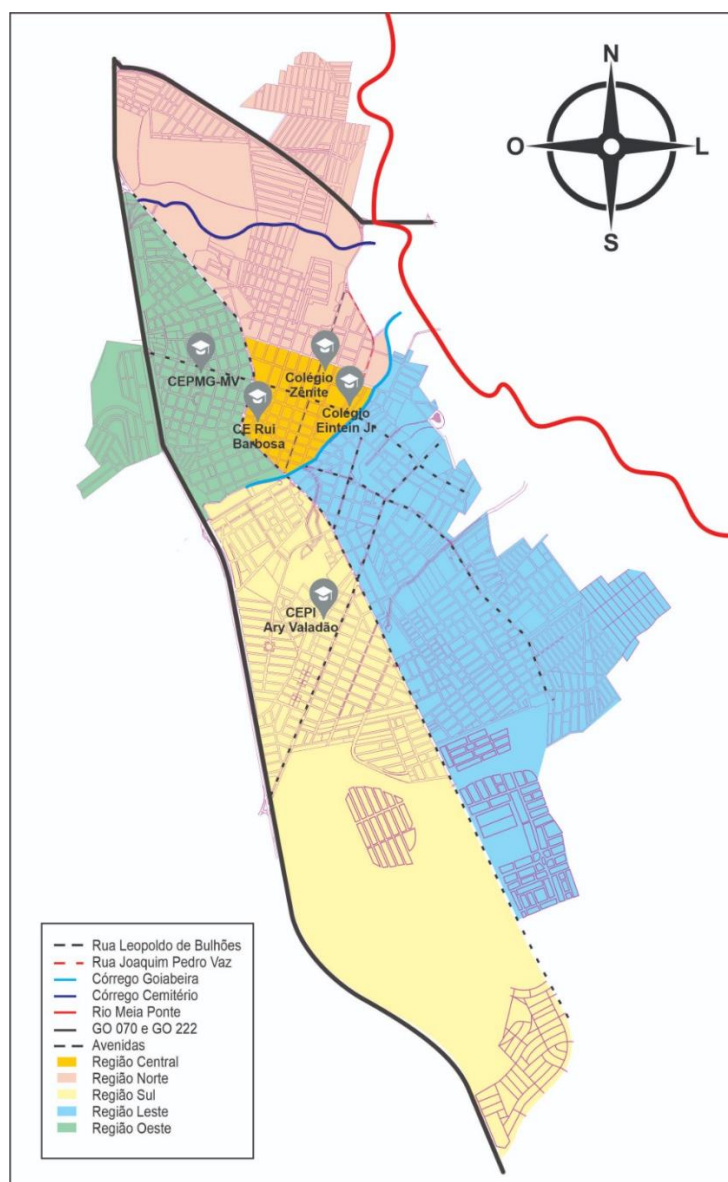 N
O
L
S
CEPMG-MV
Colégio
Zênite
CE Rui
Barbosa
Colégio
Eintein Jr
CEPI
Ary Valadão
Rua Leopoldo de Bulhões
Rua Joaquim Pedro Vaz
Córrego Goiabeira
Córrego Cemitério
Rio Meia Ponte
GO 070 e GO 222
Avenidas
Região Central
Região Norte
Região Sul
Região Leste
Região Oeste